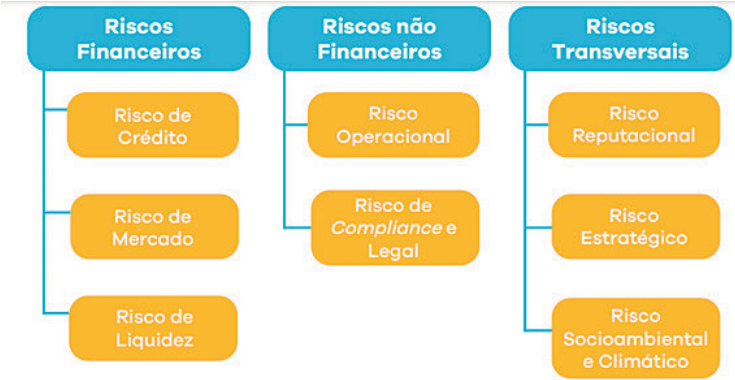 Riscos
Financeiros
Risco de
Crédito
Risco de
Mercado
Risco de
Liquidez
Riscos não
Financeiros
Risco
Operacional
Risco de
Compliance e
Legal
Riscos
Transversais
Risco
Reputacional
Risco
Estratégico
Risco
Socioambiental
e Climático